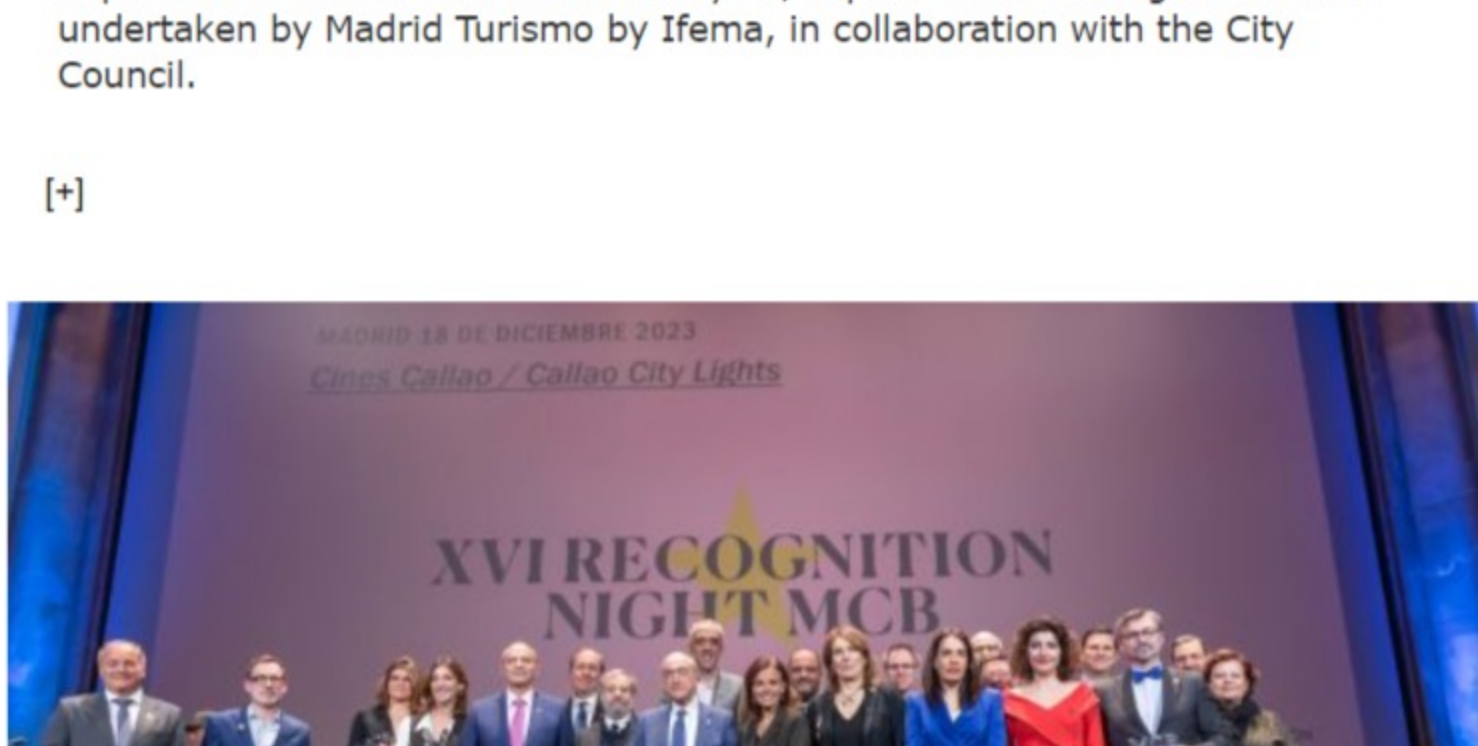 undertaken by Madrid Turismo by Ifema, in collaboration with the City
Council.
[+]
MADRID 18 DE DICIEMBRE 2023
Cines Callao / Callao City Lights
XVI RECOGNITION
NIGHT MCB